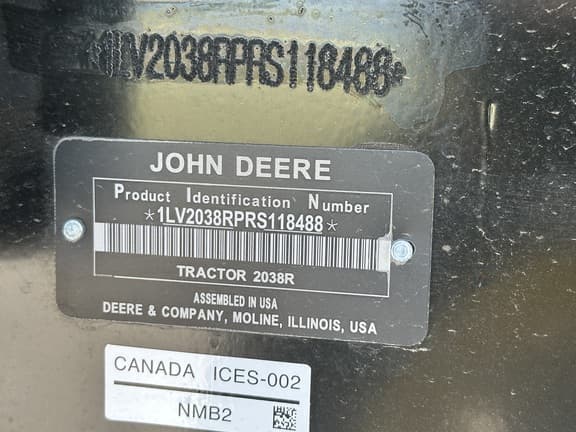 *1LV2038RPRS118488*
JOHN DEERE
Product Identification Number
*1LV2038RPRS118488*
TRACTOR 2038R
ASSEMBLED IN USA
DEERE & COMPANY, MOLINE, ILLINOIS, USA
CANADA ICES-002
NMB2